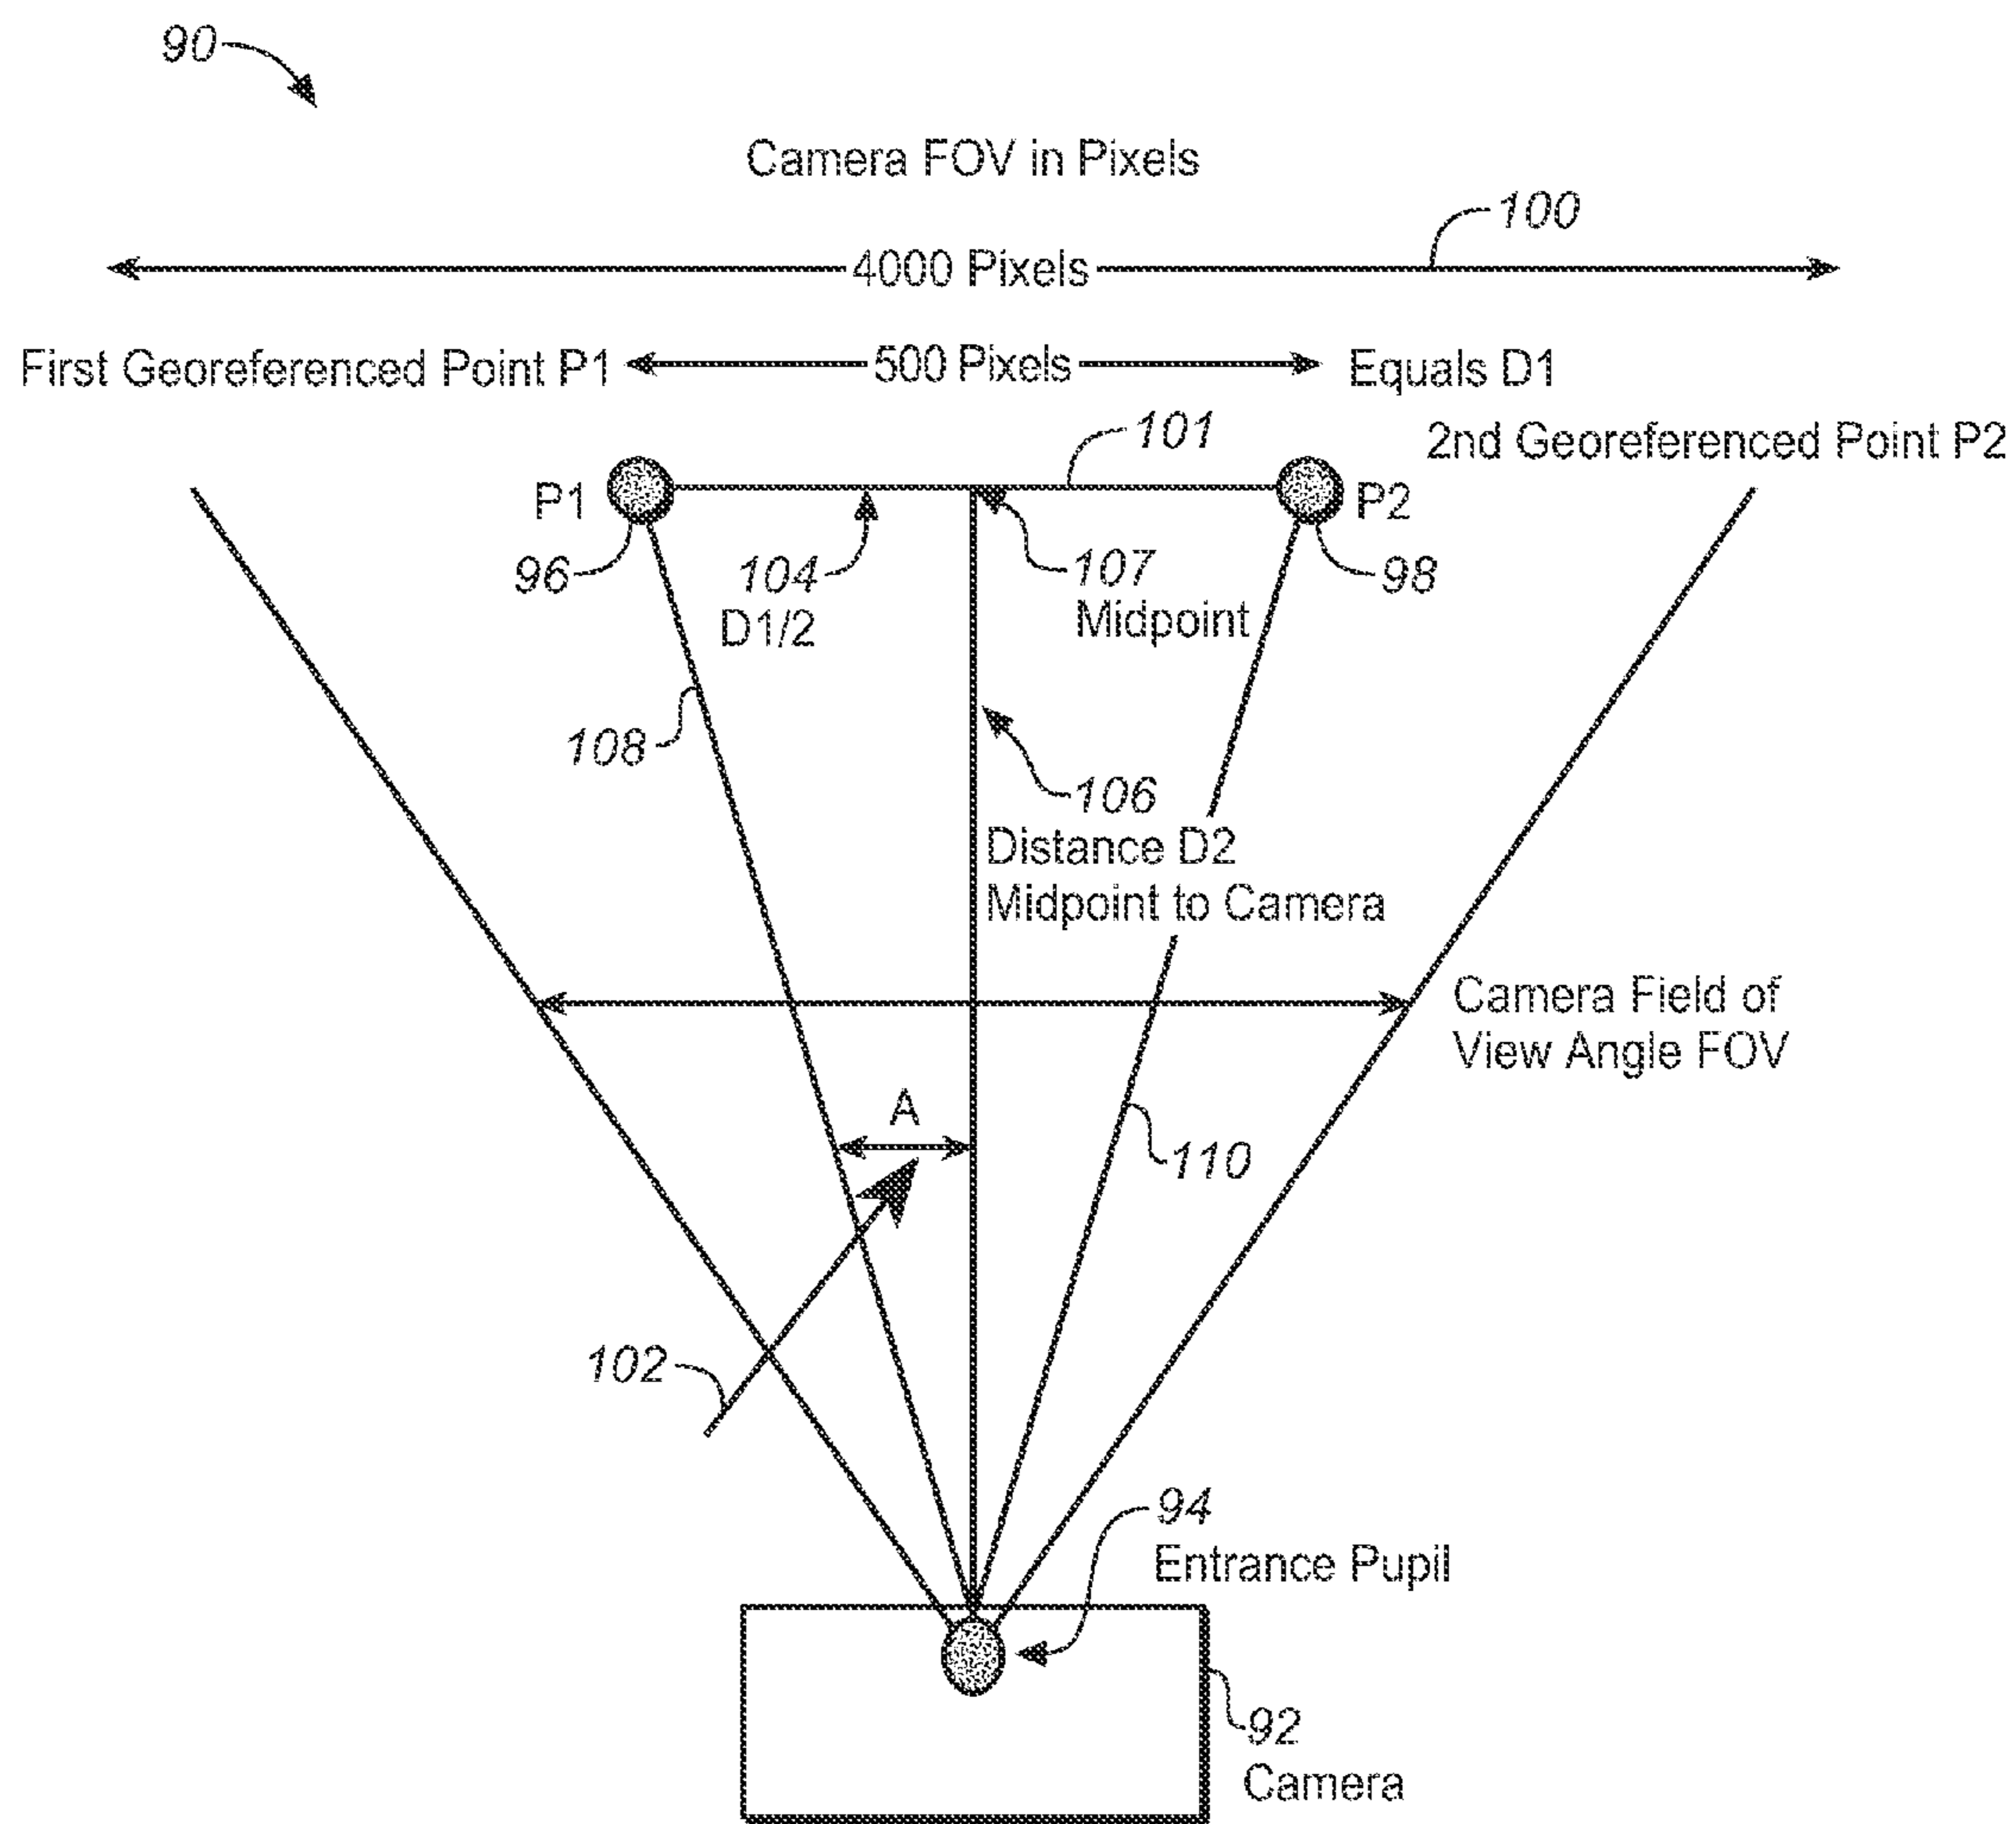 90
Camera FOV in Pixels
100
4000 Pixels
First Georeferenced Point P1
500 Pixels
Equals D1
101
2nd Georeferenced Point P2
P1
P2
96
104
D1/2
107
Midpoint
98
108
106
Distance D2
Midpoint to Camera
Camera Field of
View Angle FOV
A
110
102
94
Entrance Pupil
92
Camera